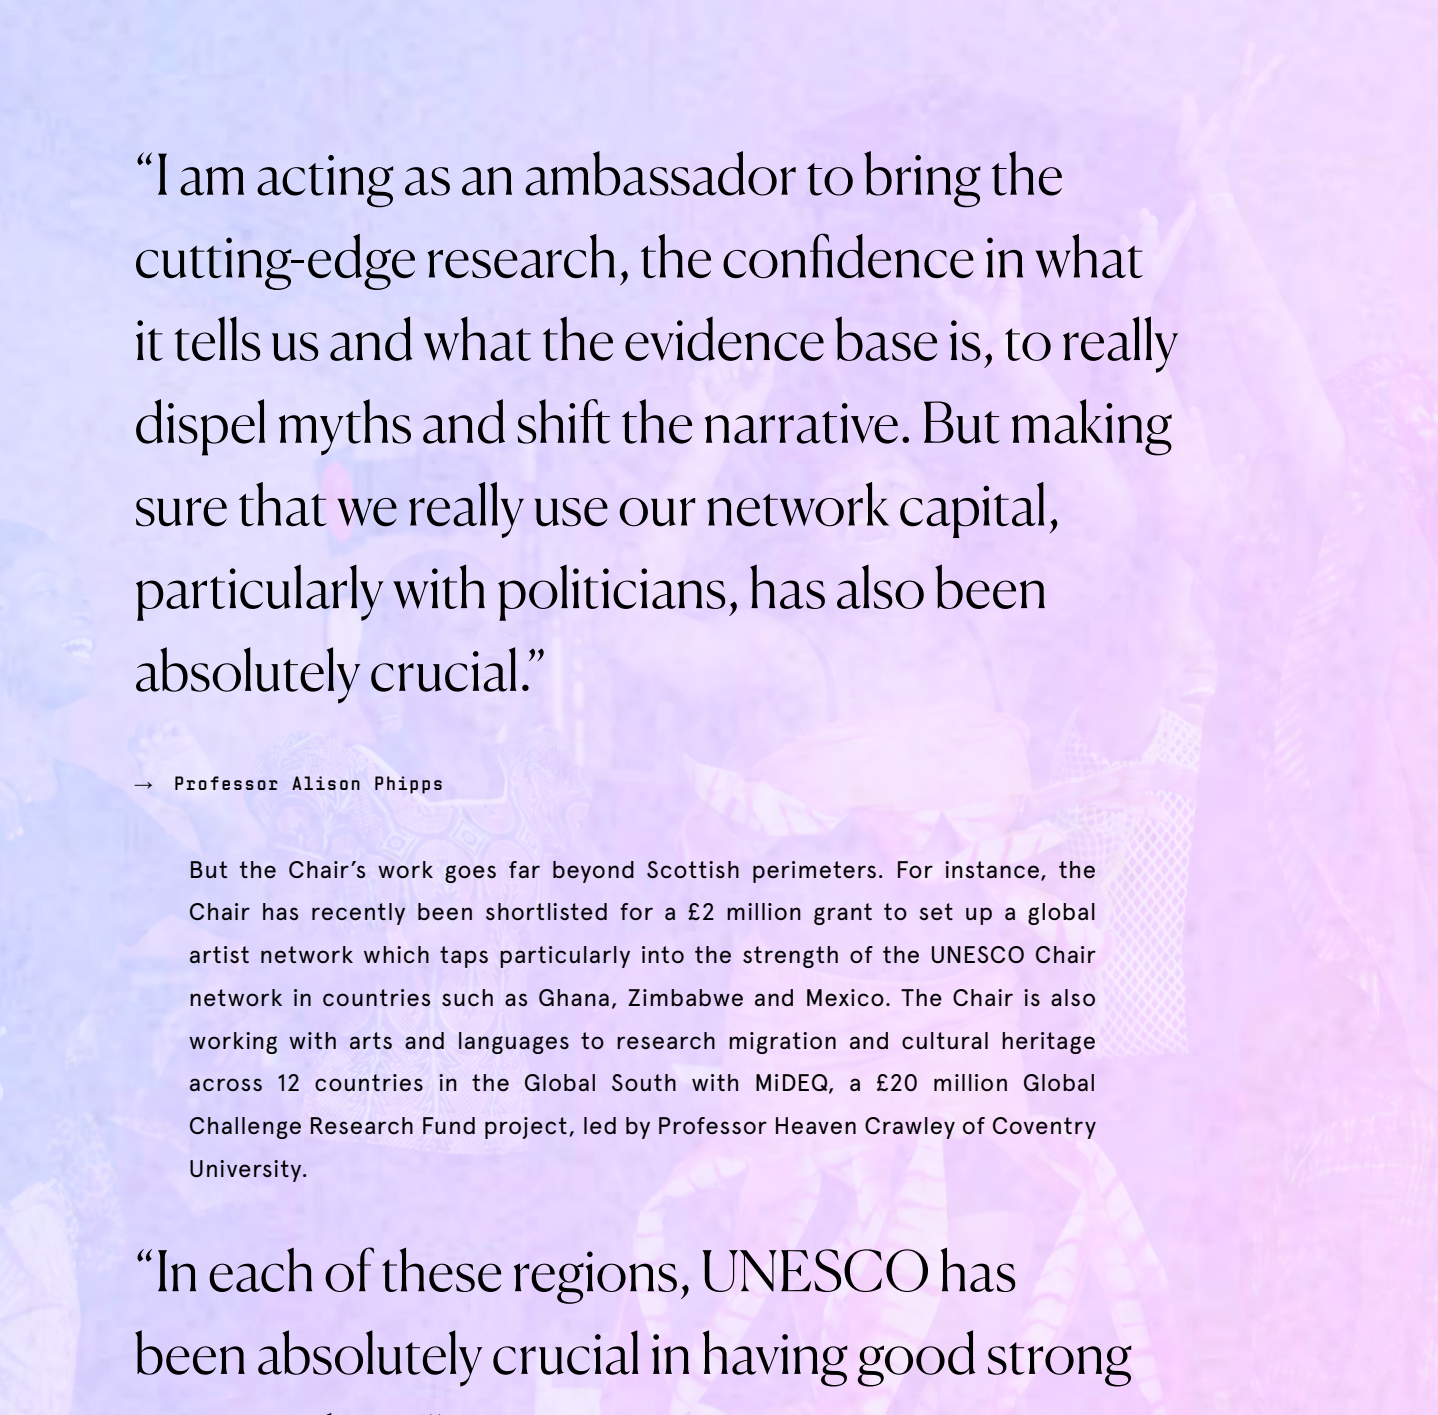 “I am acting as an ambassador to bring the
cutting-edge research, the confidence in what
it tells us and what the evidence base is, to really
dispel myths and shift the narrative. But making
sure that we really use our network capital,
particularly with politicians, has also been
absolutely crucial.”
→ Professor Alison Phipps
But the Chair’s work goes far beyond Scottish perimeters. For instance, the
Chair has recently been shortlisted for a £2 million grant to set up a global
artist network which taps particularly into the strength of the UNESCO Chair
network in countries such as Ghana, Zimbabwe and Mexico. The Chair is also
working with arts and languages to research migration and cultural heritage
across 12 countries in the Global South with MiDEQ, a £20 million Global
Challenge Research Fund project, led by Professor Heaven Crawley of Coventry
University.
“In each of these regions, UNESCO has
been absolutely crucial in having good strong